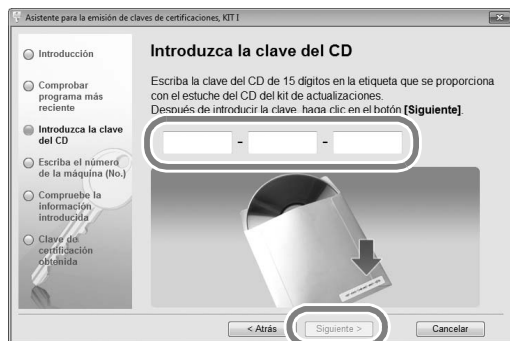 Asistente para la emisión de claves de certificaciones, KIT I
Introducción
Comprobar
programa más
reciente
Introduzca la clave
del CD
Escriba el número
de la máquina (No.)
Compruebe la
información
introducida
Clave de
certificación
obtenida
Introduzca la clave del CD
Escriba la clave del CD de 15 dígitos en la etiqueta que se proporciona
con el estuche del CD del kit de actualizaciones.
Después de introducir la clave, haga clic en el botón [Siguiente].
- -
< Atrás
Siguiente >
Cancelar